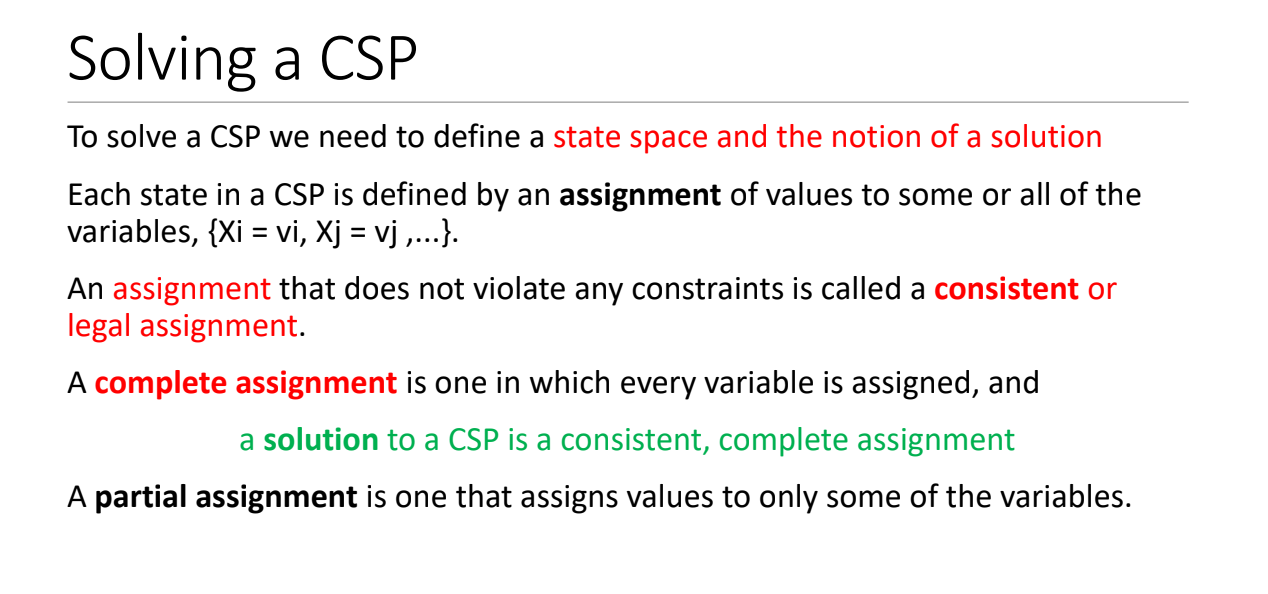 Solving a CSP
To solve a CSP we need to define a state space and the notion of a solution
Each state in a CSP is defined by an assignment of values to some or all of the
variables, {Xi = vi, Xj = vj ,...}.
An assignment that does not violate any constraints is called a consistent or
legal assignment.
A complete assignment is one in which every variable is assigned, and
a solution to a CSP is a consistent, complete assignment
A partial assignment is one that assigns values to only some of the variables.